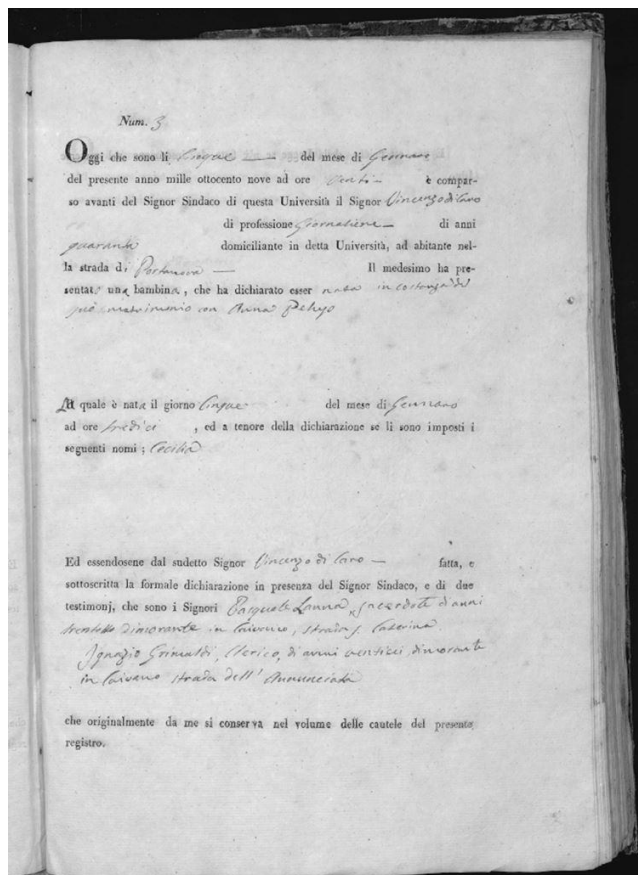 Num. 3
Oggi che sono li Cinque del mese di Gennaro
del presente anno mille ottocento nove ad ore Venti è compar-
so avanti del Signor Sindaco di questa Università il Signor Vincenzo di Caro
di professione Giornaliere di anni
quaranta domiciliante in detta Università, ad abitante nel-
la strada di Portanova Il medesimo ha pre-
sentata una bambina, che ha dichiarato esser nata in costanza del
suo matrimonio con Anna
La quale è nata il giorno Cinque del mese di Gennaro
ad ore tredici, ed a tenore della dichiarazione se li sono imposti i
seguenti nomi; Cecilia
Ed essendosene dal sudetto Signor Vincenzo di Caro fatta, e
sottoscritta la formale dichiarazione in presenza del Signor Sindaco, e di due
testimonj, che sono i Signori Pasquale Lanna, Sacerdote di anni
dimorante in Caivano, strada S. Caterina.
Ignazio Grimaldi, Clerico, di anni dimorante
in Caivano strada dell' Annunciata
che originalmente da me si conserva nel volume delle cautele del presente
registro.